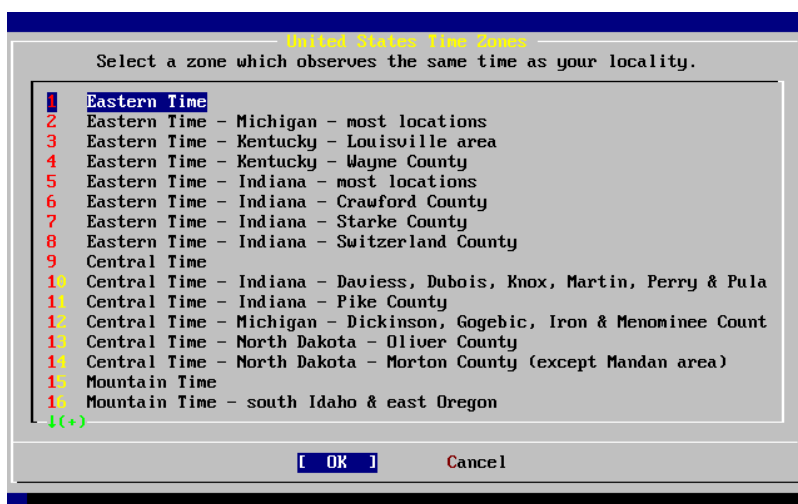 United States Time Zones
Select a zone which observes the same time as your locality.
1 Eastern Time
2 Eastern Time - Michigan - most locations
3 Eastern Time - Kentucky - Louisville area
4 Eastern Time - Kentucky - Wayne County
5 Eastern Time - Indiana - most locations
6 Eastern Time - Indiana - Crawford County
7 Eastern Time - Indiana - Starke County
8 Eastern Time - Indiana - Switzerland County
9 Central Time
10 Central Time - Indiana - Daviess, Dubois, Knox, Martin, Perry & Pula
11 Central Time - Indiana - Pike County
12 Central Time - Michigan - Dickinson, Gogebic, Iron & Menominee Count
13 Central Time - North Dakota - Oliver County
14 Central Time - North Dakota - Morton County (except Mandan area)
15 Mountain Time
16 Mountain Time - south Idaho & east Oregon
↓(+)
[ OK ] Cancel